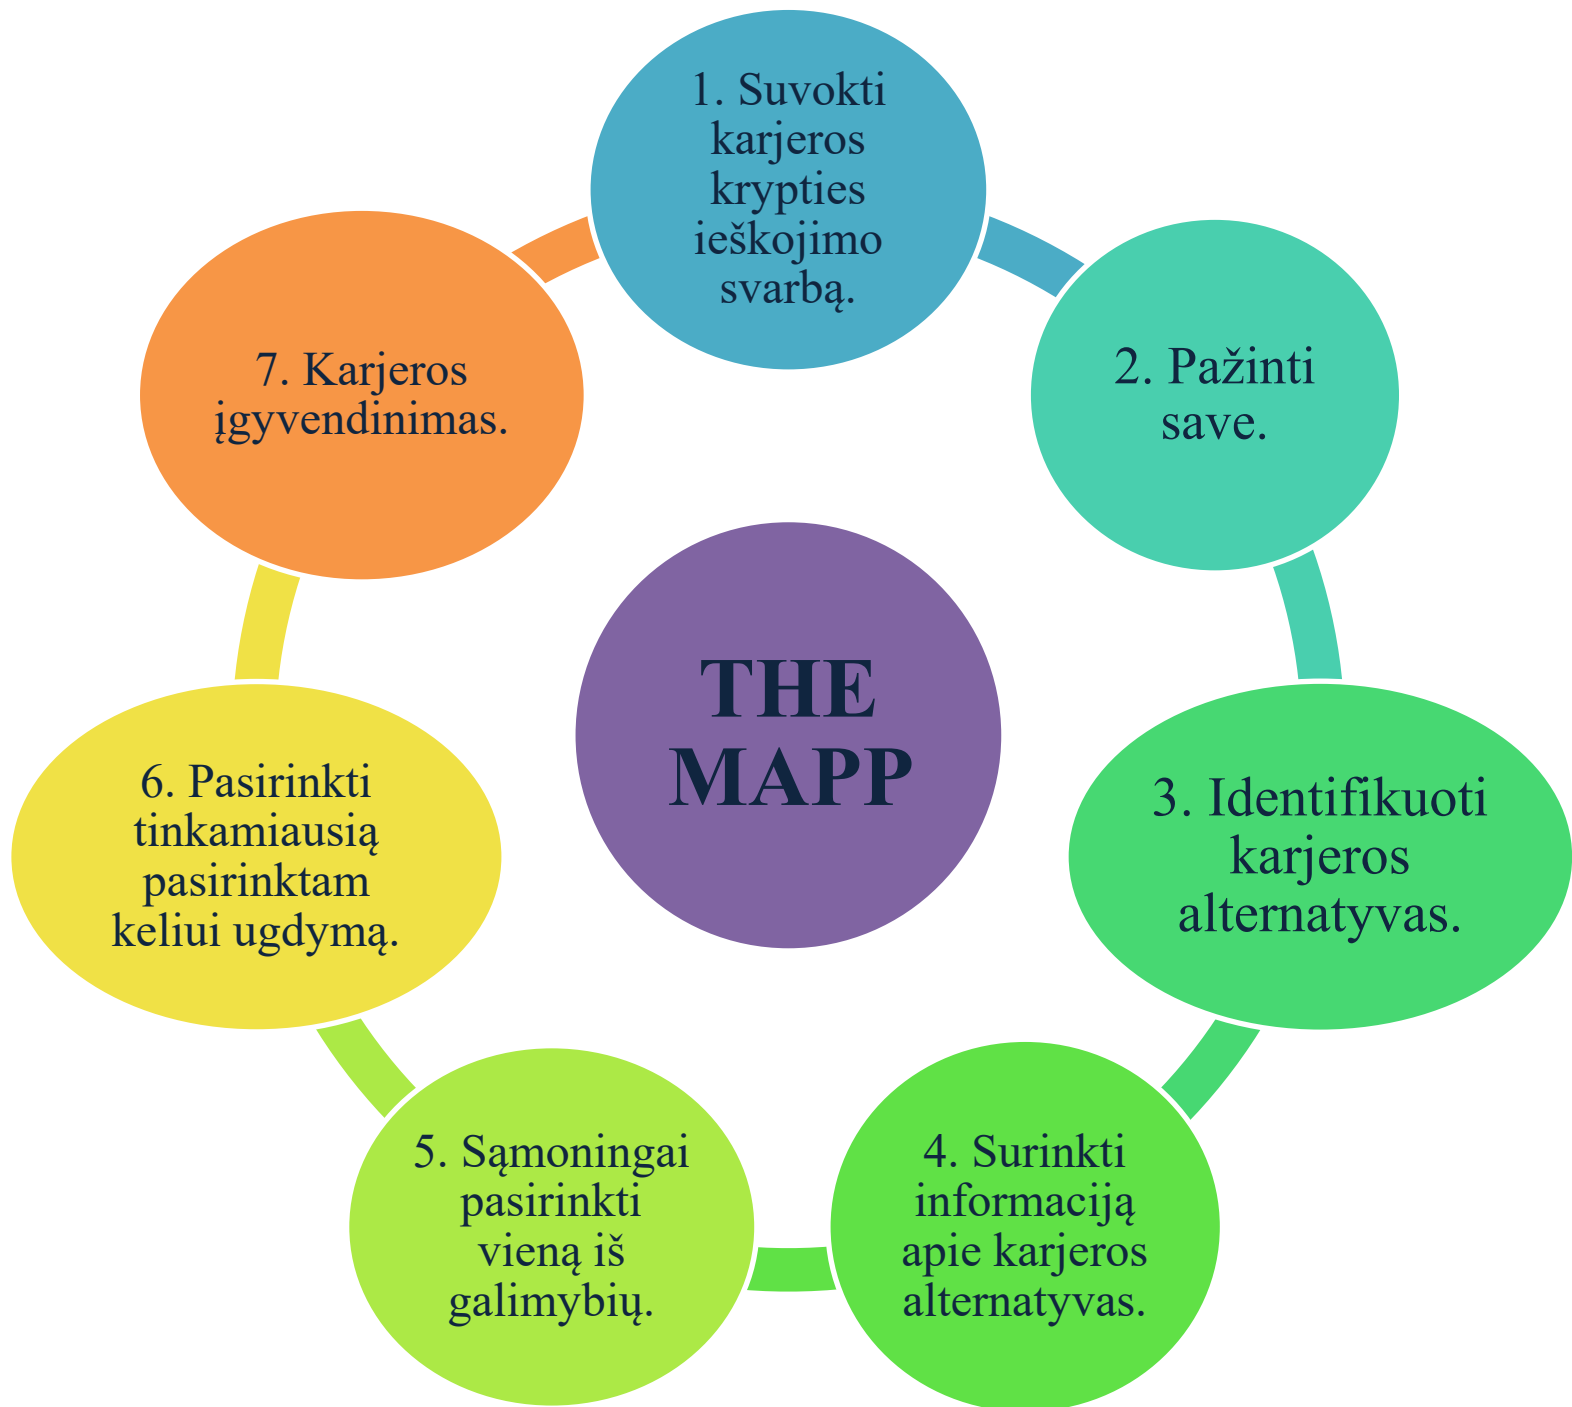 1. Suvokti
karjeros
krypties
ieškojimo
svarbą.
2. Pažinti
save.
3. Identifikuoti
karjeros
alternatyvas.
4. Surinkti
informaciją
apie karjeros
alternatyvas.
5. Sąmoningai
pasirinkti
vieną iš
galimybių.
6. Pasirinkti
tinkamiausią
pasirinktam
keliui ugdymą.
7. Karjeros
įgyvendinimas.
THE
MAPP